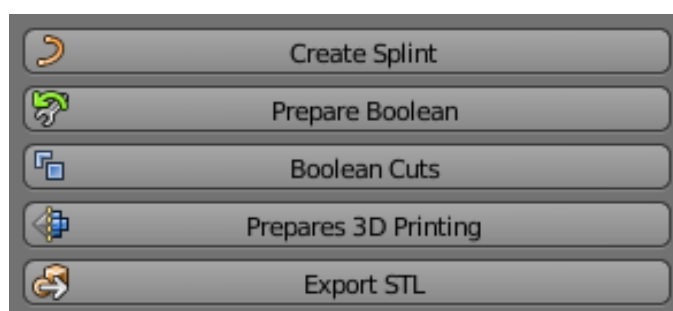 Create Splint
Prepare Boolean
Boolean Cuts
Prepares 3D Printing
Export STL